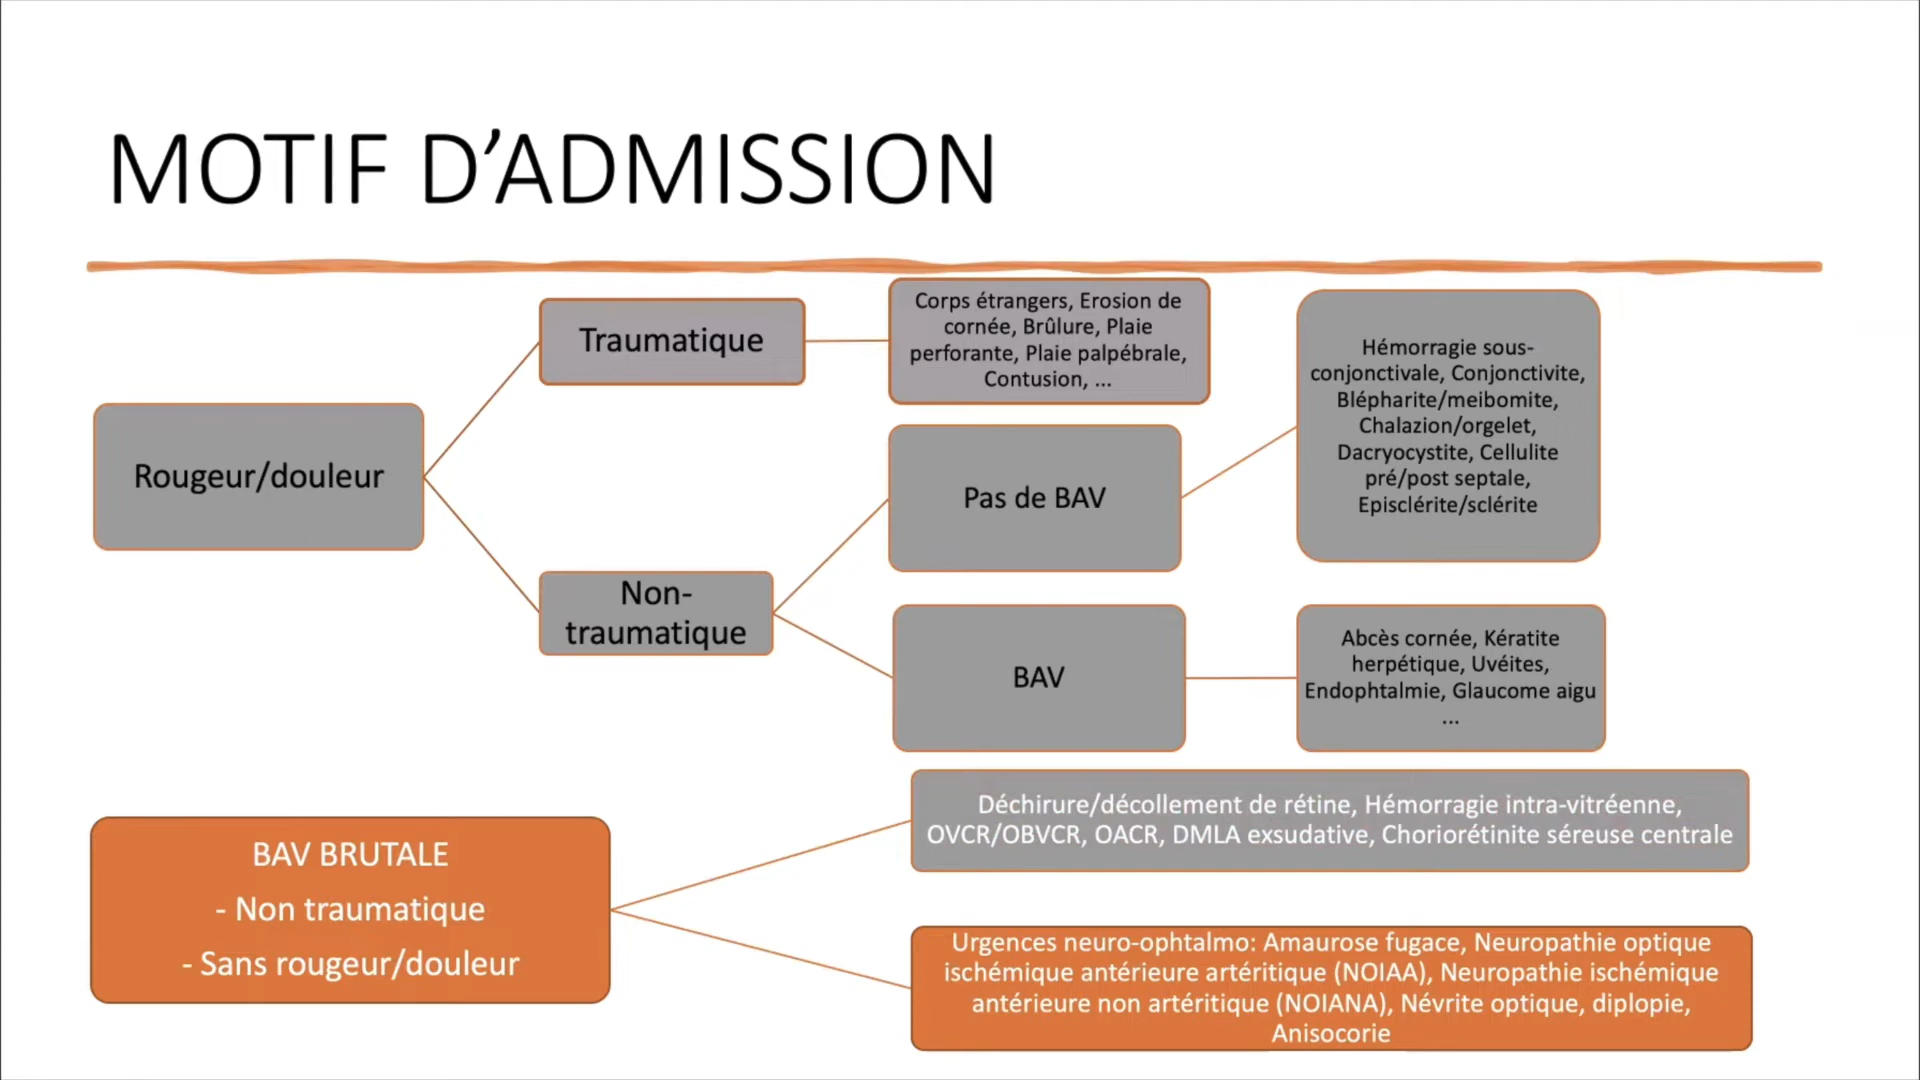 MOTIF D’ADMISSION
Rougeur/douleur
Traumatique
Corps étrangers, Erosion de
cornée, Brûlure, Plaie
perforante, Plaie palpébrale,
Contusion, ...
Non-
traumatique
Pas de BAV
Hémorragie sous-
conjonctivale, Conjonctivite,
Blépharite/meibomite,
Chalazion/orgelet,
Dacryocystite, Cellulite
pré/post septale,
Episclérite/sclérite
BAV
Abcès cornée, Kératite
herpétique, Uvéites,
Endophtalmie, Glaucome aigu
...
BAV BRUTALE
- Non traumatique
- Sans rougeur/douleur
Déchirure/décollement de rétine, Hémorragie intra-vitréenne,
OVCR/OBVCR, OACR, DMLA exsudative, Choriorétinite séreuse centrale
Urgences neuro-ophtalmo: Amaurose fugace, Neuropathie optique
ischémique antérieure artéritique (NOIAA), Neuropathie ischémique
antérieure non artéritique (NOIANA), Névrite optique, diplopie,
Anisocorie